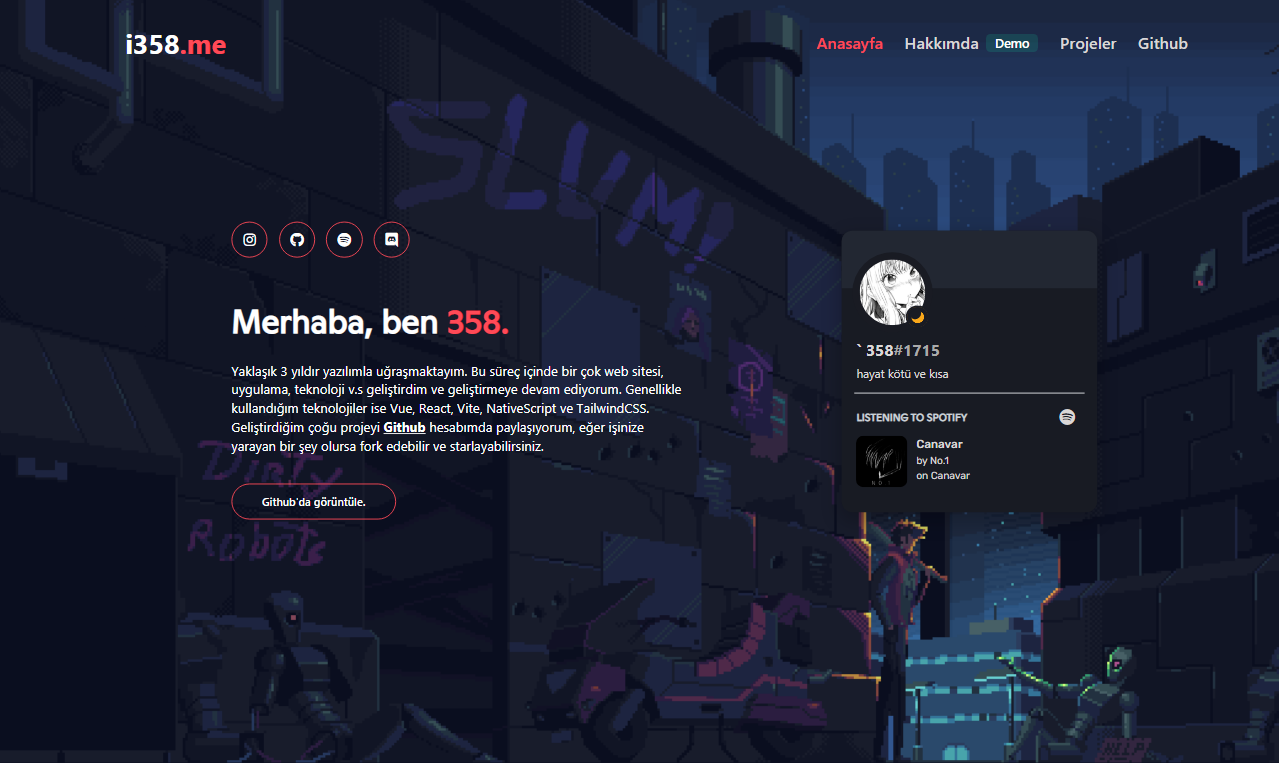 i358.me
Anasayfa Hakkımda Demo Projeler Github
SLUM!
Merhaba, ben 358.
Yaklaşık 3 yıldır yazılımla uğraşmaktayım. Bu süreç içinde bir çok web sitesi,
uygulama, teknoloji v.s geliştirdim ve geliştirmeye devam ediyorum. Genellikle
kullandığım teknolojiler ise Vue, React, Vite, NativeScript ve TailwindCSS.
Geliştirdiğim çoğu projeyi Github hesabımda paylaşıyorum, eğer işinize
yarayan bir şey olursa fork edebilir ve starlayabilirsiniz.
Github'da görüntüle.
Dirty
Robots
` 358#1715
hayat kötü ve kısa
LISTENING TO SPOTIFY
Canavar
by No.1
on Canavar
NO.1
HELP